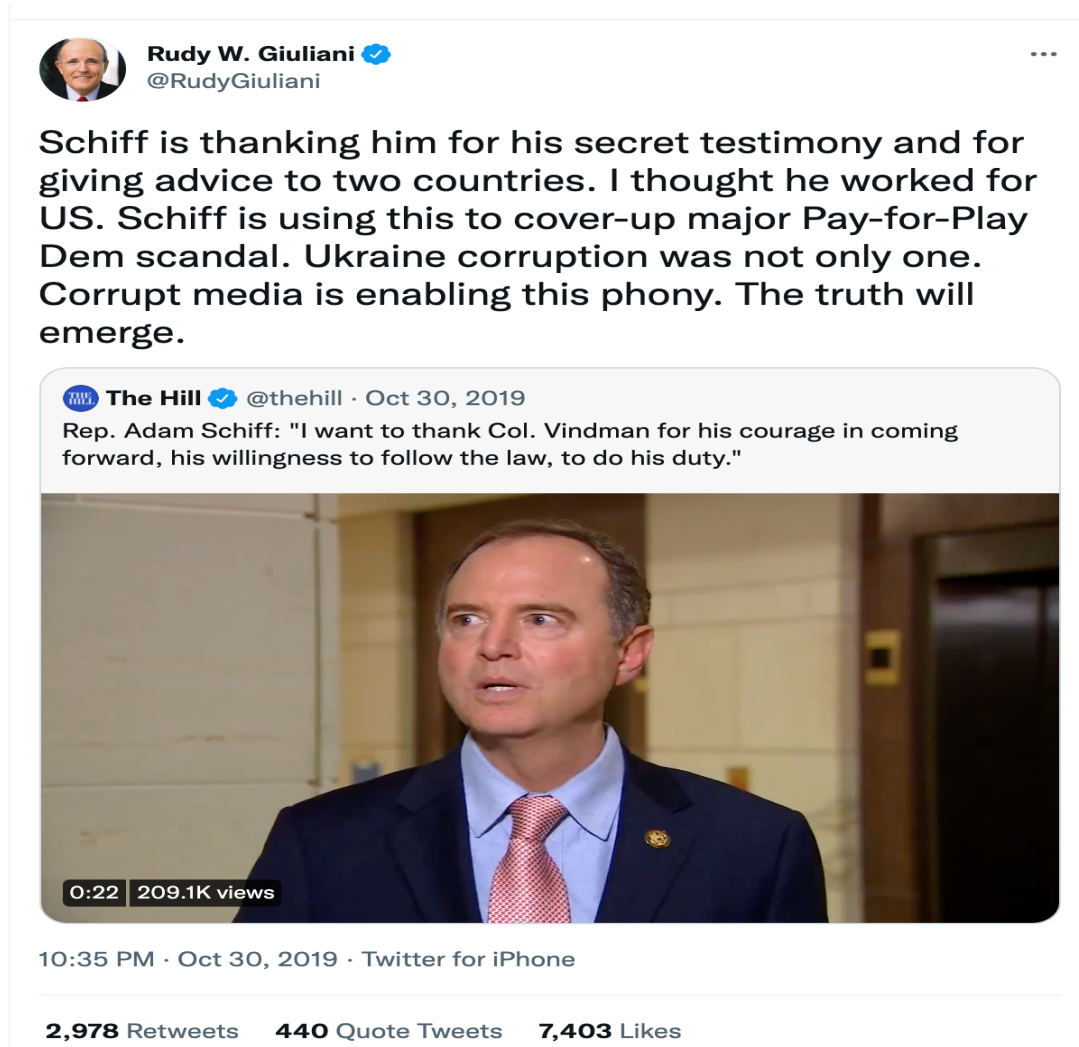 Rudy W. Giuliani
@RudyGiuliani
Schiff is thanking him for his secret testimony and for
giving advice to two countries. I thought he worked for
US. Schiff is using this to cover-up major Pay-for-Play
Dem scandal. Ukraine corruption was not only one.
Corrupt media is enabling this phony. The truth will
emerge.
THE
HILL
The Hill @thehill · Oct 30, 2019
Rep. Adam Schiff: "I want to thank Col. Vindman for his courage in coming
forward, his willingness to follow the law, to do his duty."
0:22 209.1K views
10:35 PM · Oct 30, 2019 · Twitter for iPhone
2,978 Retweets 440 Quote Tweets 7,403 Likes